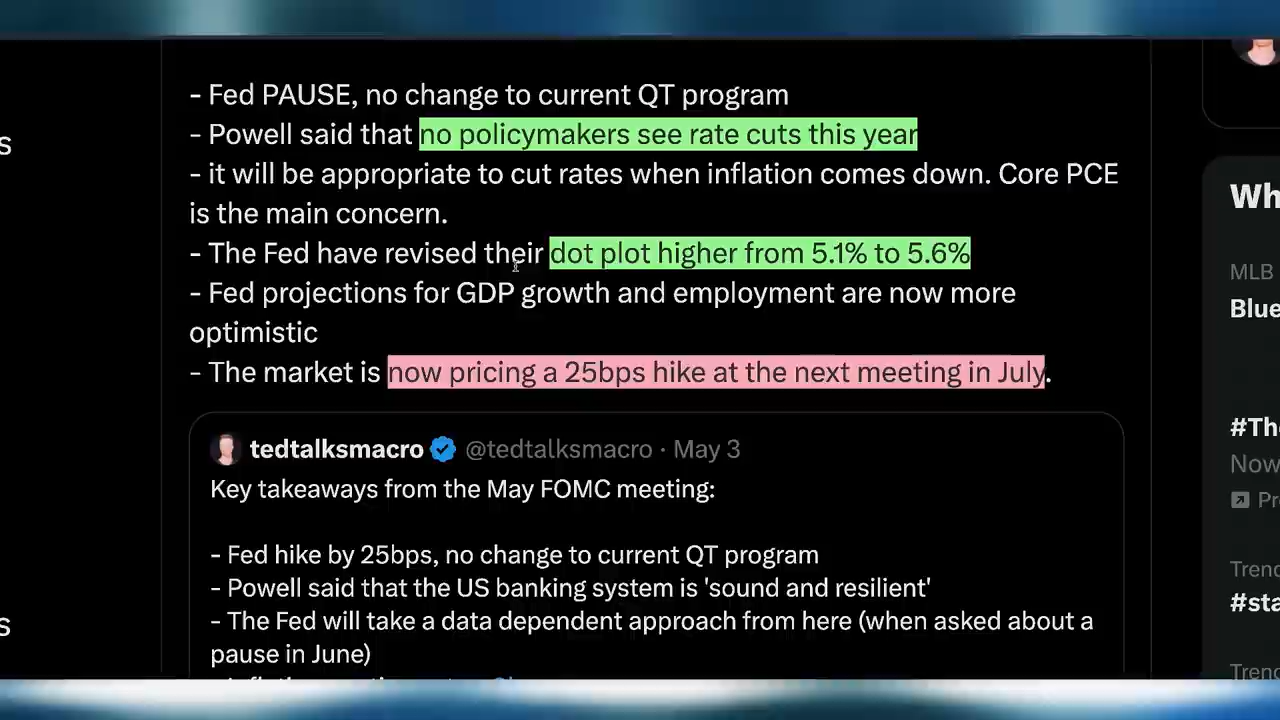 - Fed PAUSE, no change to current QT program
- Powell said that no policymakers see rate cuts this year
- it will be appropriate to cut rates when inflation comes down. Core PCE
is the main concern.
- The Fed have revised their dot plot higher from 5.1% to 5.6%
- Fed projections for GDP growth and employment are now more
optimistic
- The market is now pricing a 25bps hike at the next meeting in July.
tedtalksmacro @tedtalksmacro · May 3
Key takeaways from the May FOMC meeting:
- Fed hike by 25bps, no change to current QT program
- Powell said that the US banking system is 'sound and resilient'
- The Fed will take a data dependent approach from here (when asked about a
pause in June)
s
s
Wh
MLB
Blue
#Th
Now
Pr
Trend
#sta
Trend